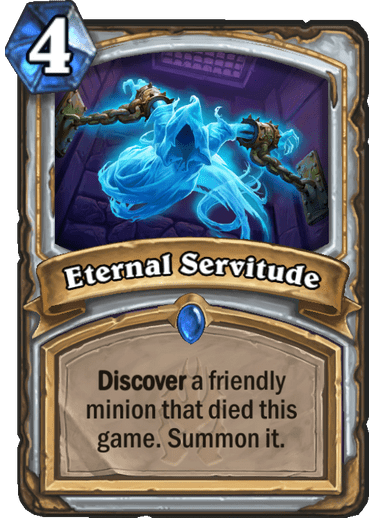 4
Eternal Servitude
Discover a friendly
minion that died this
game. Summon it.